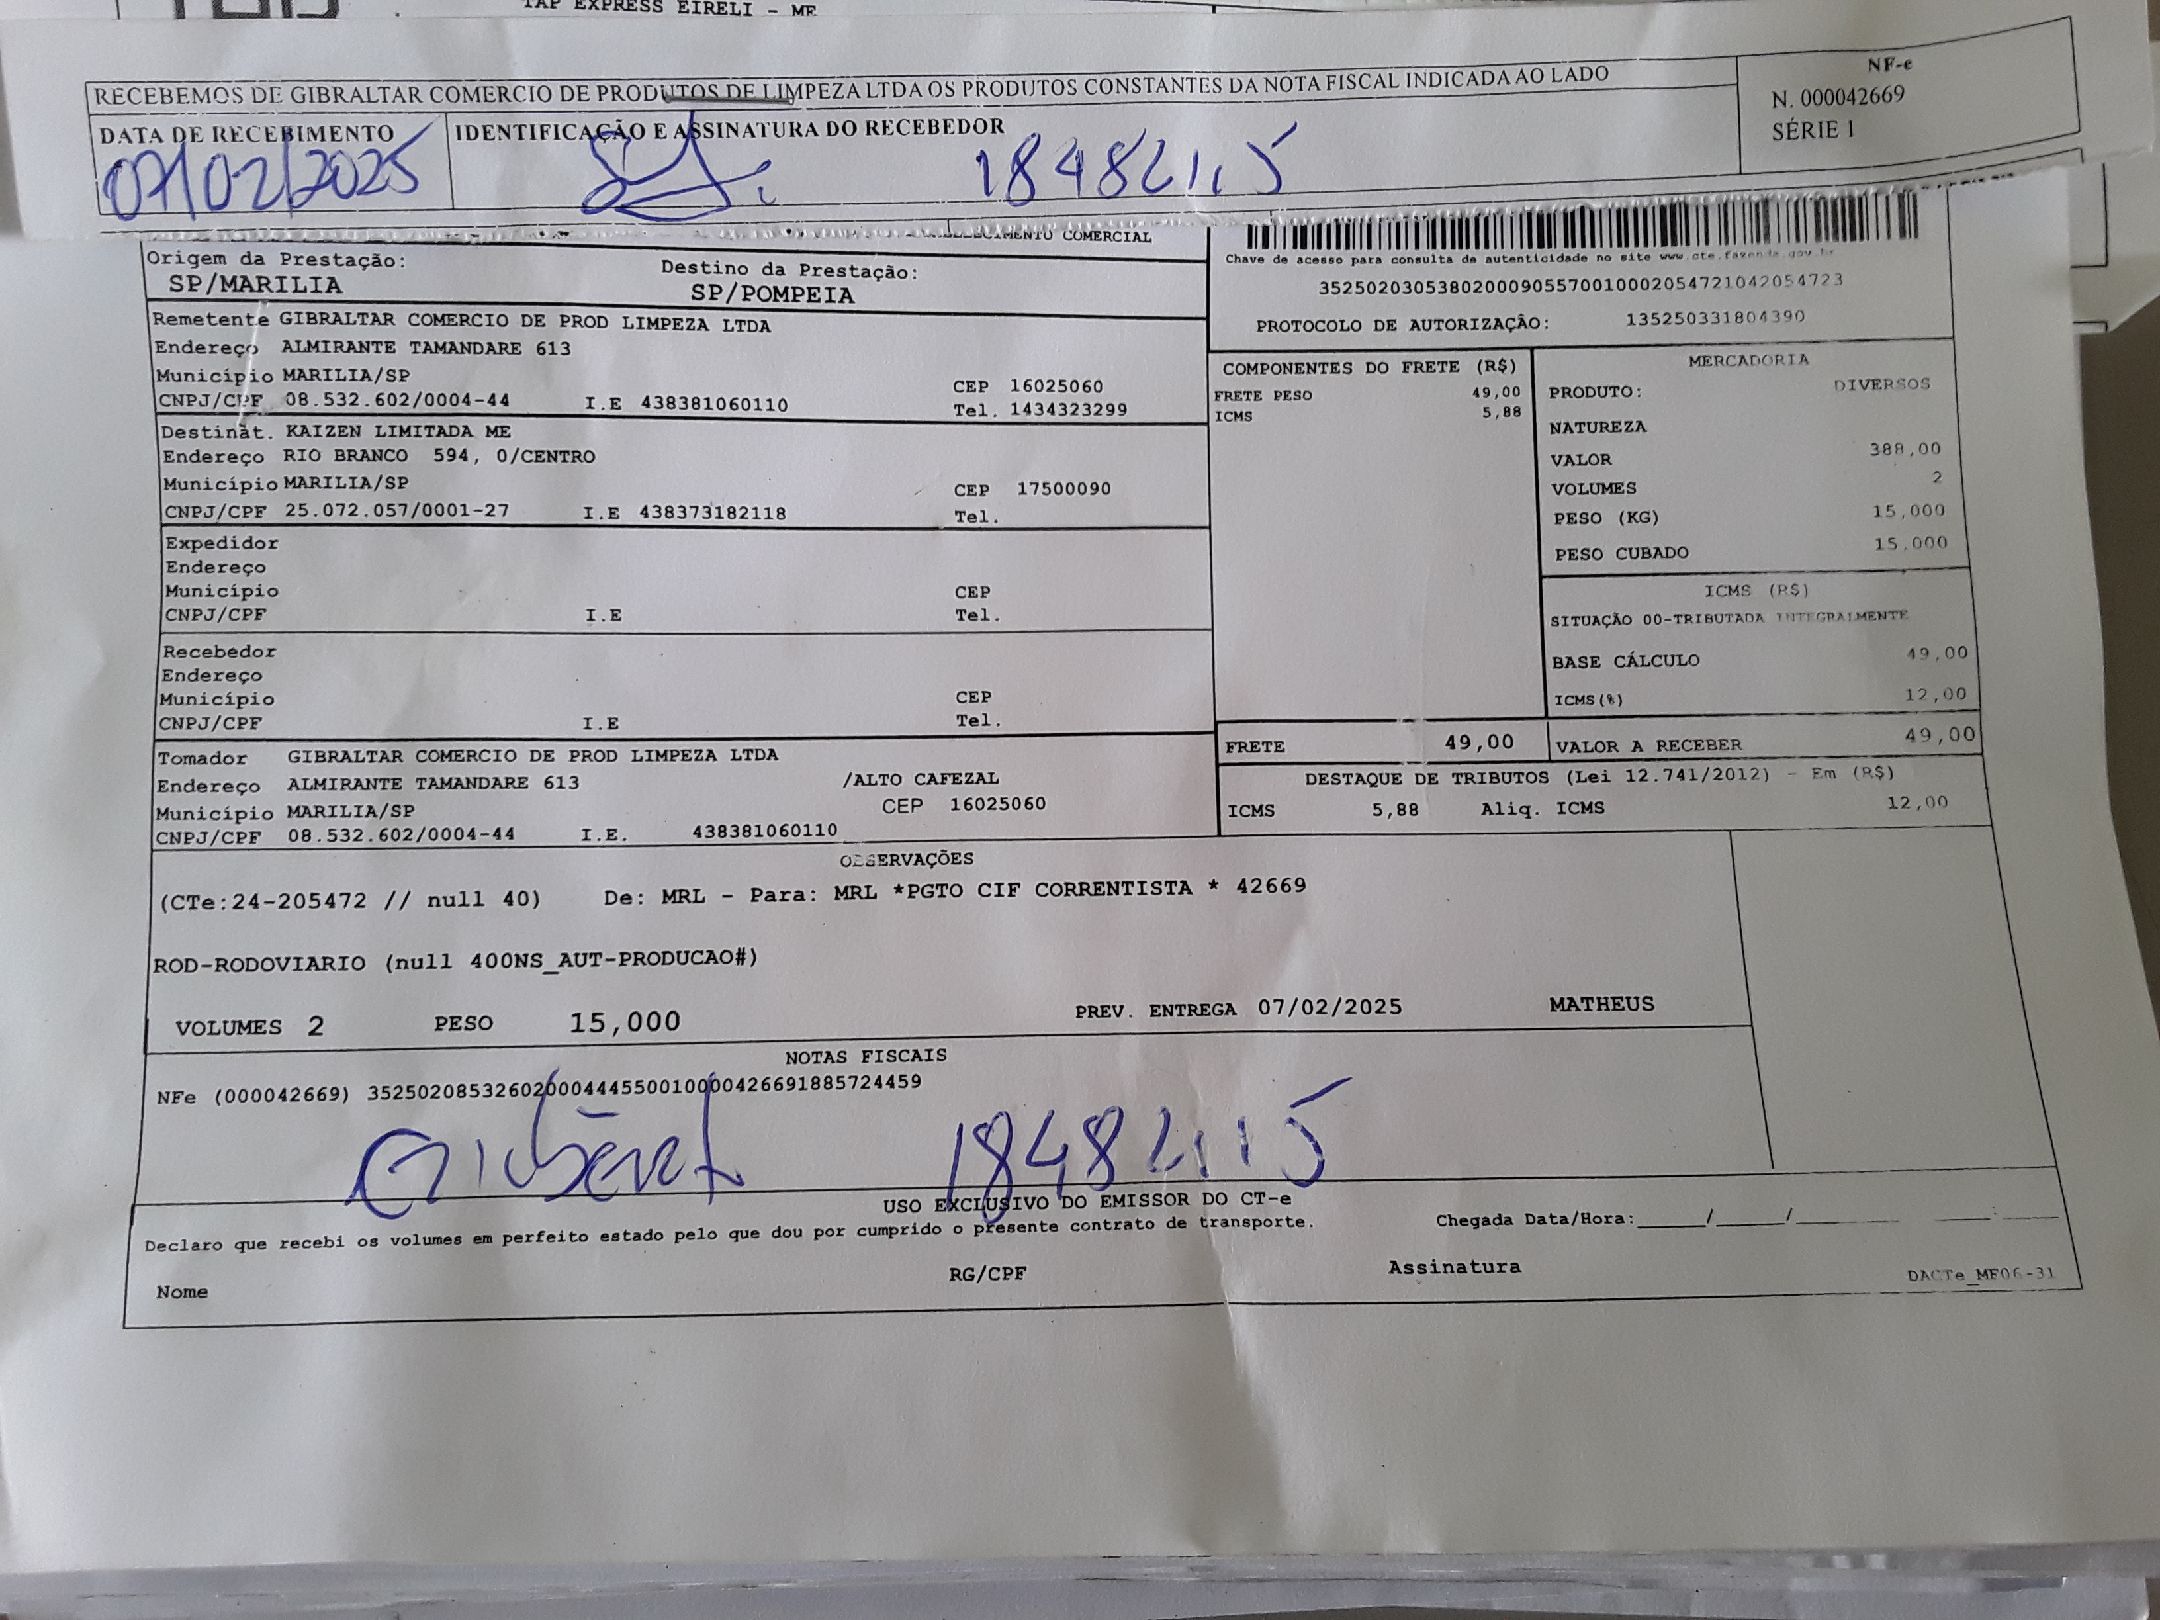 TAP EXPRESS EIRELI - ME
RECEBEMOS DE GIBRALTAR COMERCIO DE PRODUTOS DE LIMPEZA LTDA OS PRODUTOS CONSTANTES DA NOTA FISCAL INDICADA AO LADO
NF-e
N. 000042669
SÉRIE 1
DATA DE RECEBIMENTO
07/02/2025
IDENTIFICAÇÃO E ASSINATURA DO RECEBEDOR
COMERCIAL
Origem da Prestação:
SP/MARILIA
Destino da Prestação:
SP/POMPEIA
Chave de acesso para consulta de autenticidade no site www.cte.fazenda.gov.br
35250203053802000905570010002054721042054723
PROTOCOLO DE AUTORIZAÇÃO: 135250331804390
Remetente GIBRALTAR COMERCIO DE PROD LIMPEZA LTDA
Endereço ALMIRANTE TAMANDARE 613
Município MARILIA/SP CEP 16025060
CNPJ/CPF 08.532.602/0004-44 I.E 438381060110 Tel. 1434323299
Destinat. KAIZEN LIMITADA ME
Endereço RIO BRANCO 594, 0/CENTRO
Município MARILIA/SP CEP 17500090
CNPJ/CPF 25.072.057/0001-27 I.E 438373182118 Tel.
Expedidor
Endereço
Município CEP
CNPJ/CPF I.E Tel.
Recebedor
Endereço
Município CEP
CNPJ/CPF I.E Tel.
Tomador GIBRALTAR COMERCIO DE PROD LIMPEZA LTDA
Endereço ALMIRANTE TAMANDARE 613 /ALTO CAFEZAL
Município MARILIA/SP CEP 16025060
CNPJ/CPF 08.532.602/0004-44 I.E. 438381060110
COMPONENTES DO FRETE (R$)
FRETE PESO 49,00
ICMS 5,88
MERCADORIA
PRODUTO: DIVERSOS
NATUREZA
VALOR 388,00
VOLUMES 2
PESO (KG) 15,000
PESO CUBADO 15,000
ICMS (R$)
SITUAÇÃO 00-TRIBUTADA INTEGRALMENTE
BASE CÁLCULO 49,00
ICMS(%) 12,00
FRETE 49,00
VALOR A RECEBER 49,00
DESTAQUE DE TRIBUTOS (Lei 12.741/2012) - Em (R$)
ICMS 5,88 Aliq. ICMS 12,00
OBSERVAÇÕES
(CTe:24-205472 // null 40) De: MRL - Para: MRL *PGTO CIF CORRENTISTA * 42669
ROD-RODOVIARIO (null 400NS_AUT-PRODUCAO#)
VOLUMES 2 PESO 15,000 PREV. ENTREGA 07/02/2025 MATHEUS
NOTAS FISCAIS
NFe (000042669) 35250208532602000444550010000426691885724459
USO EXCLUSIVO DO EMISSOR DO CT-e
Declaro que recebi os volumes em perfeito estado pelo que dou por cumprido o presente contrato de transporte.
Chegada Data/Hora:_____/_____/_____ ____:____
Nome RG/CPF Assinatura
DACTe_MF06-31